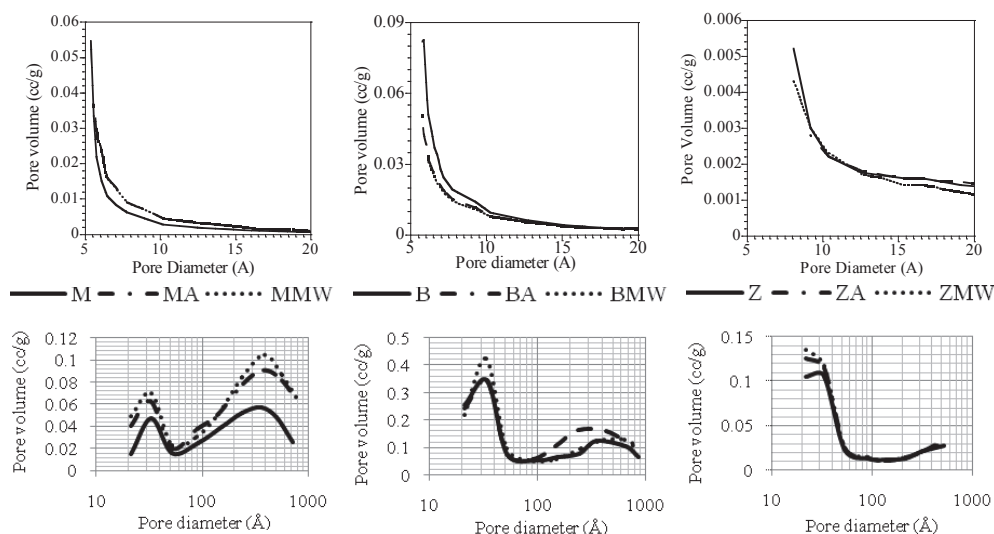 0.06
0.05
0.04
0.03
0.02
0.01
0
Pore volume (cc/g)
5 10 15 20
Pore Diameter (A)
0.09
0.06
0.03
0.00
Pore volume (cc/g)
5 10 15 20
Pore diameter (A)
0.006
0.005
0.004
0.003
0.002
0.001
0.000
Pore Volume (cc/g)
5 10 15 20
Pore Diameter (A)
M MA MMW
B BA BMW
Z ZA ZMW
0.12
0.1
0.08
0.06
0.04
0.02
0
Pore volume (cc/g)
10 100 1000
Pore diameter (Å)
0.5
0.4
0.3
0.2
0.1
0
Pore volume (cc/g)
10 100 1000
Pore diameter (Å)
0.15
0.1
0.05
0
Pore volume (cc/g)
10 100 1000
Pore diameter (Å)